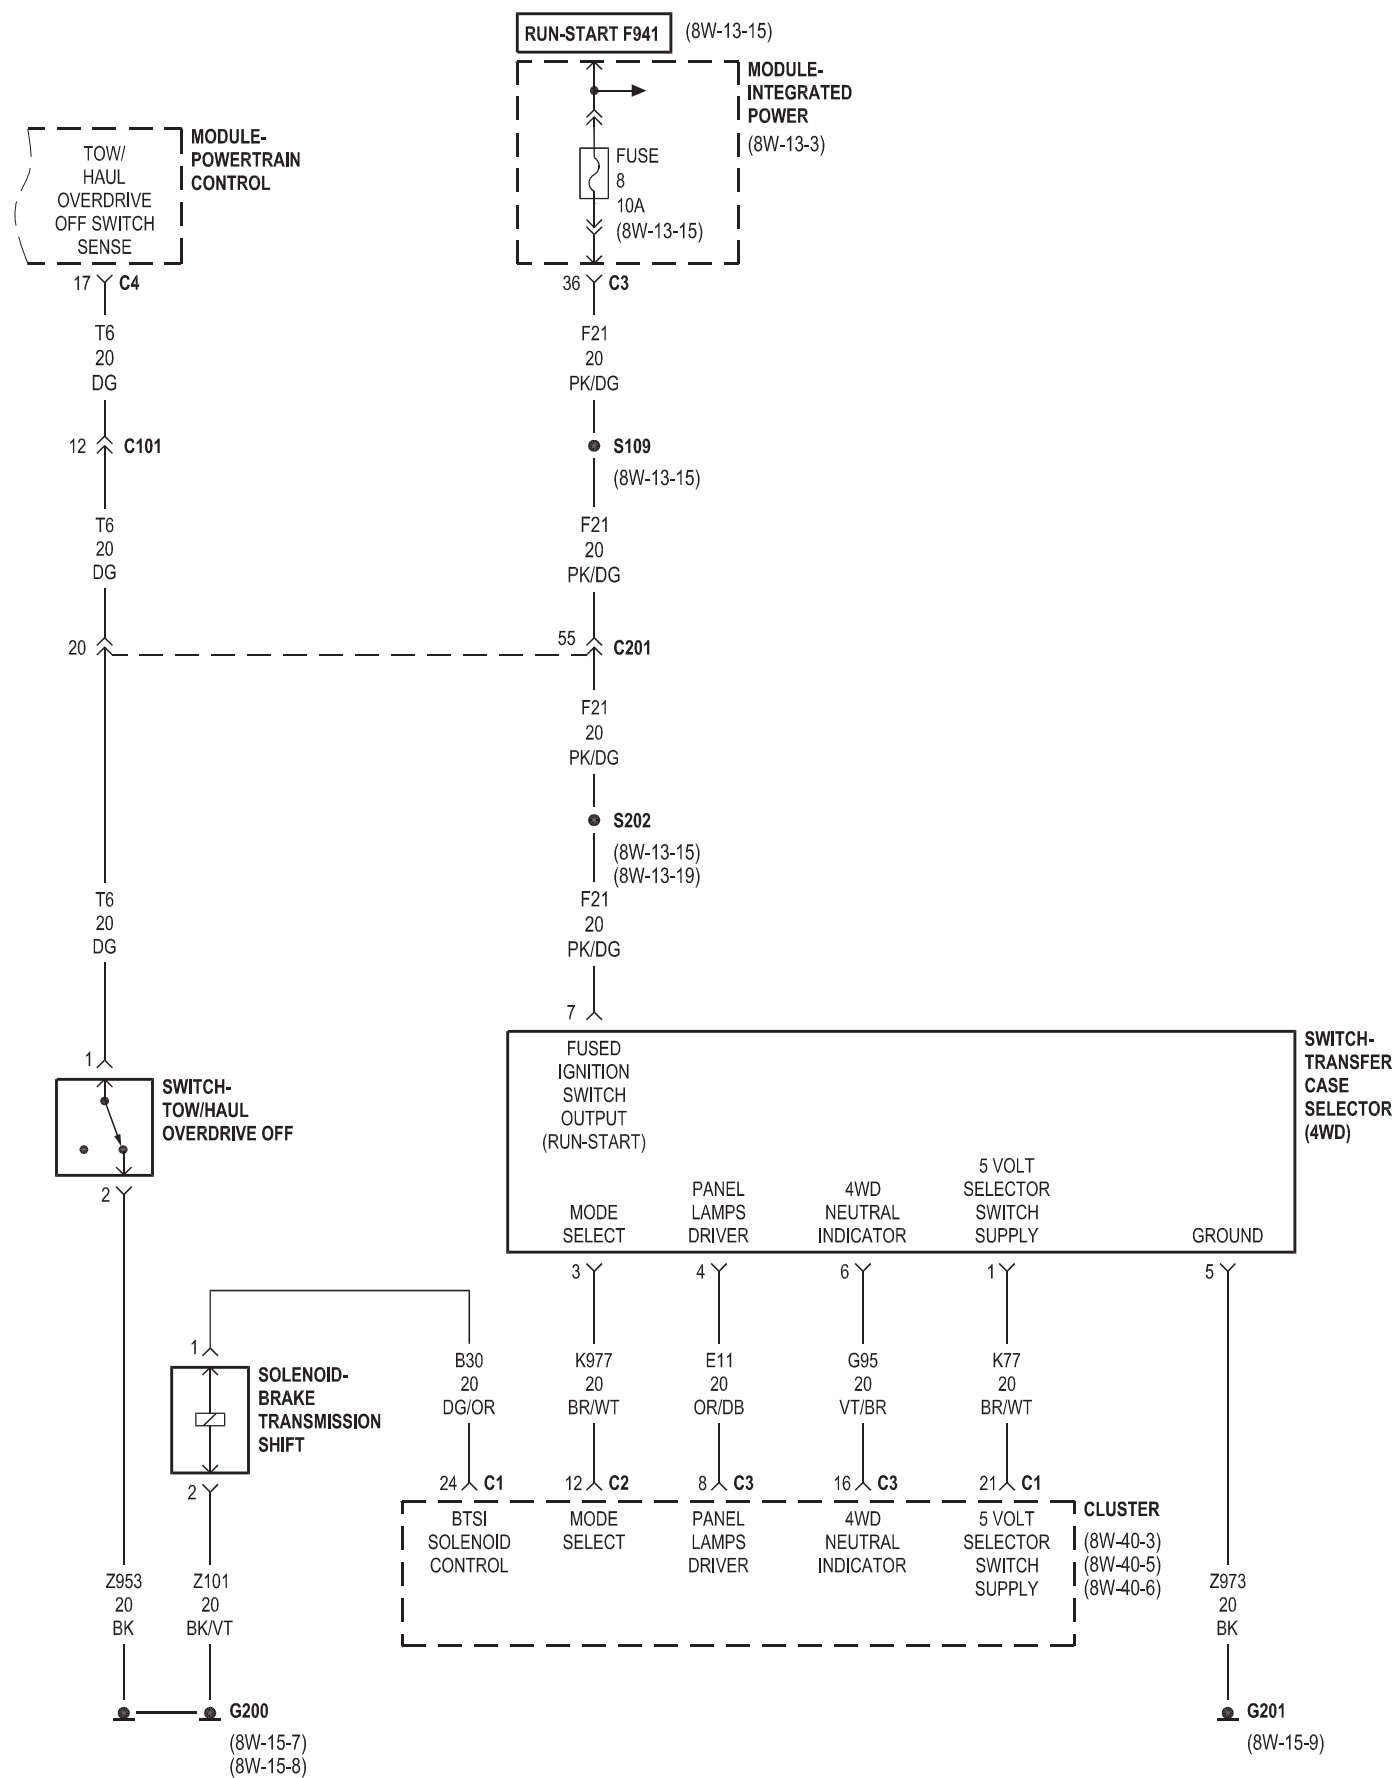 RUN-START F941
(8W-13-15)
MODULE-
INTEGRATED
POWER
(8W-13-3)
FUSE
8
10A
(8W-13-15)
MODULE-
POWERTRAIN
CONTROL
TOW/
HAUL
OVERDRIVE
OFF SWITCH
SENSE
17 C4
36 C3
T6
20
DG
F21
20
PK/DG
12 C101
S109
(8W-13-15)
T6
20
DG
F21
20
PK/DG
20
55 C201
F21
20
PK/DG
S202
(8W-13-15)
(8W-13-19)
T6
20
DG
F21
20
PK/DG
7
1
SWITCH-
TOW/HAUL
OVERDRIVE OFF
2
FUSED
IGNITION
SWITCH
OUTPUT
(RUN-START)
SWITCH-
TRANSFER
CASE
SELECTOR
(4WD)
MODE
SELECT
PANEL
LAMPS
DRIVER
4WD
NEUTRAL
INDICATOR
5 VOLT
SELECTOR
SWITCH
SUPPLY
GROUND
3
4
6
1
5
1
SOLENOID-
BRAKE
TRANSMISSION
SHIFT
2
B30
20
DG/OR
K977
20
BR/WT
E11
20
OR/DB
G95
20
VT/BR
K77
20
BR/WT
24 C1
12 C2
8 C3
16 C3
21 C1
BTSI
SOLENOID
CONTROL
MODE
SELECT
PANEL
LAMPS
DRIVER
4WD
NEUTRAL
INDICATOR
5 VOLT
SELECTOR
SWITCH
SUPPLY
CLUSTER
(8W-40-3)
(8W-40-5)
(8W-40-6)
Z953
20
BK
Z101
20
BK/VT
Z973
20
BK
G200
(8W-15-7)
(8W-15-8)
G201
(8W-15-9)